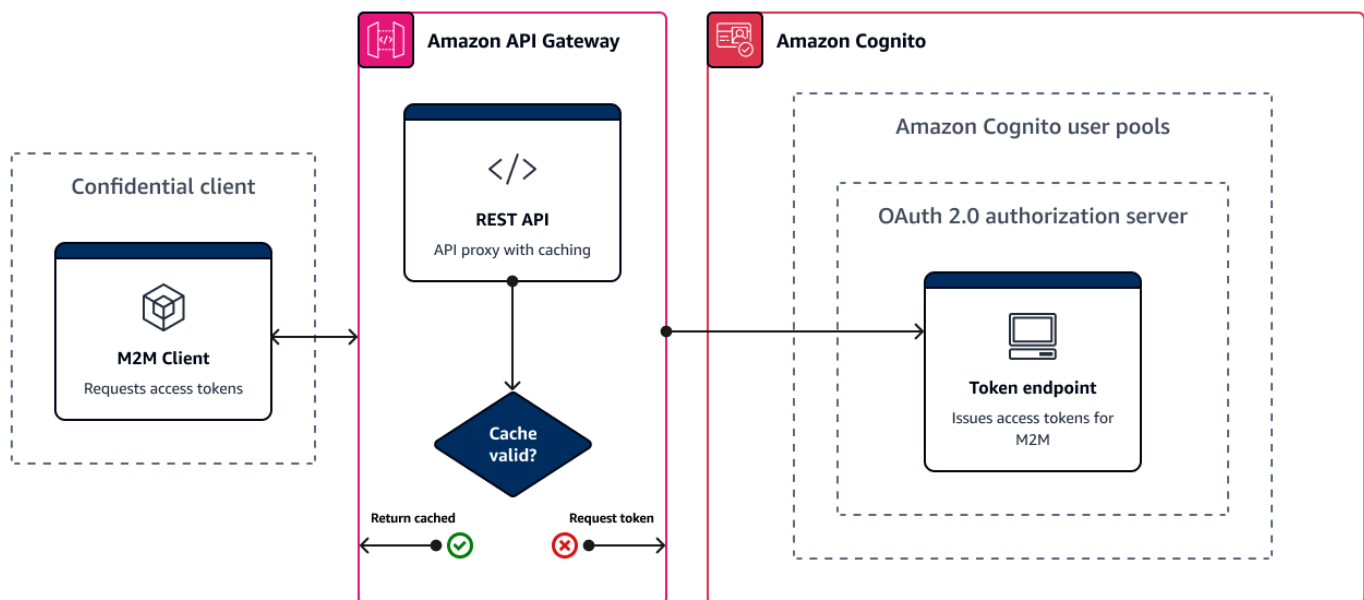 Amazon API Gateway
Amazon Cognito
Confidential client
M2M Client
Requests access tokens
</>
REST API
API proxy with caching
Cache
valid?
Return cached
Request token
Amazon Cognito user pools
OAuth 2.0 authorization server
Token endpoint
Issues access tokens for
M2M